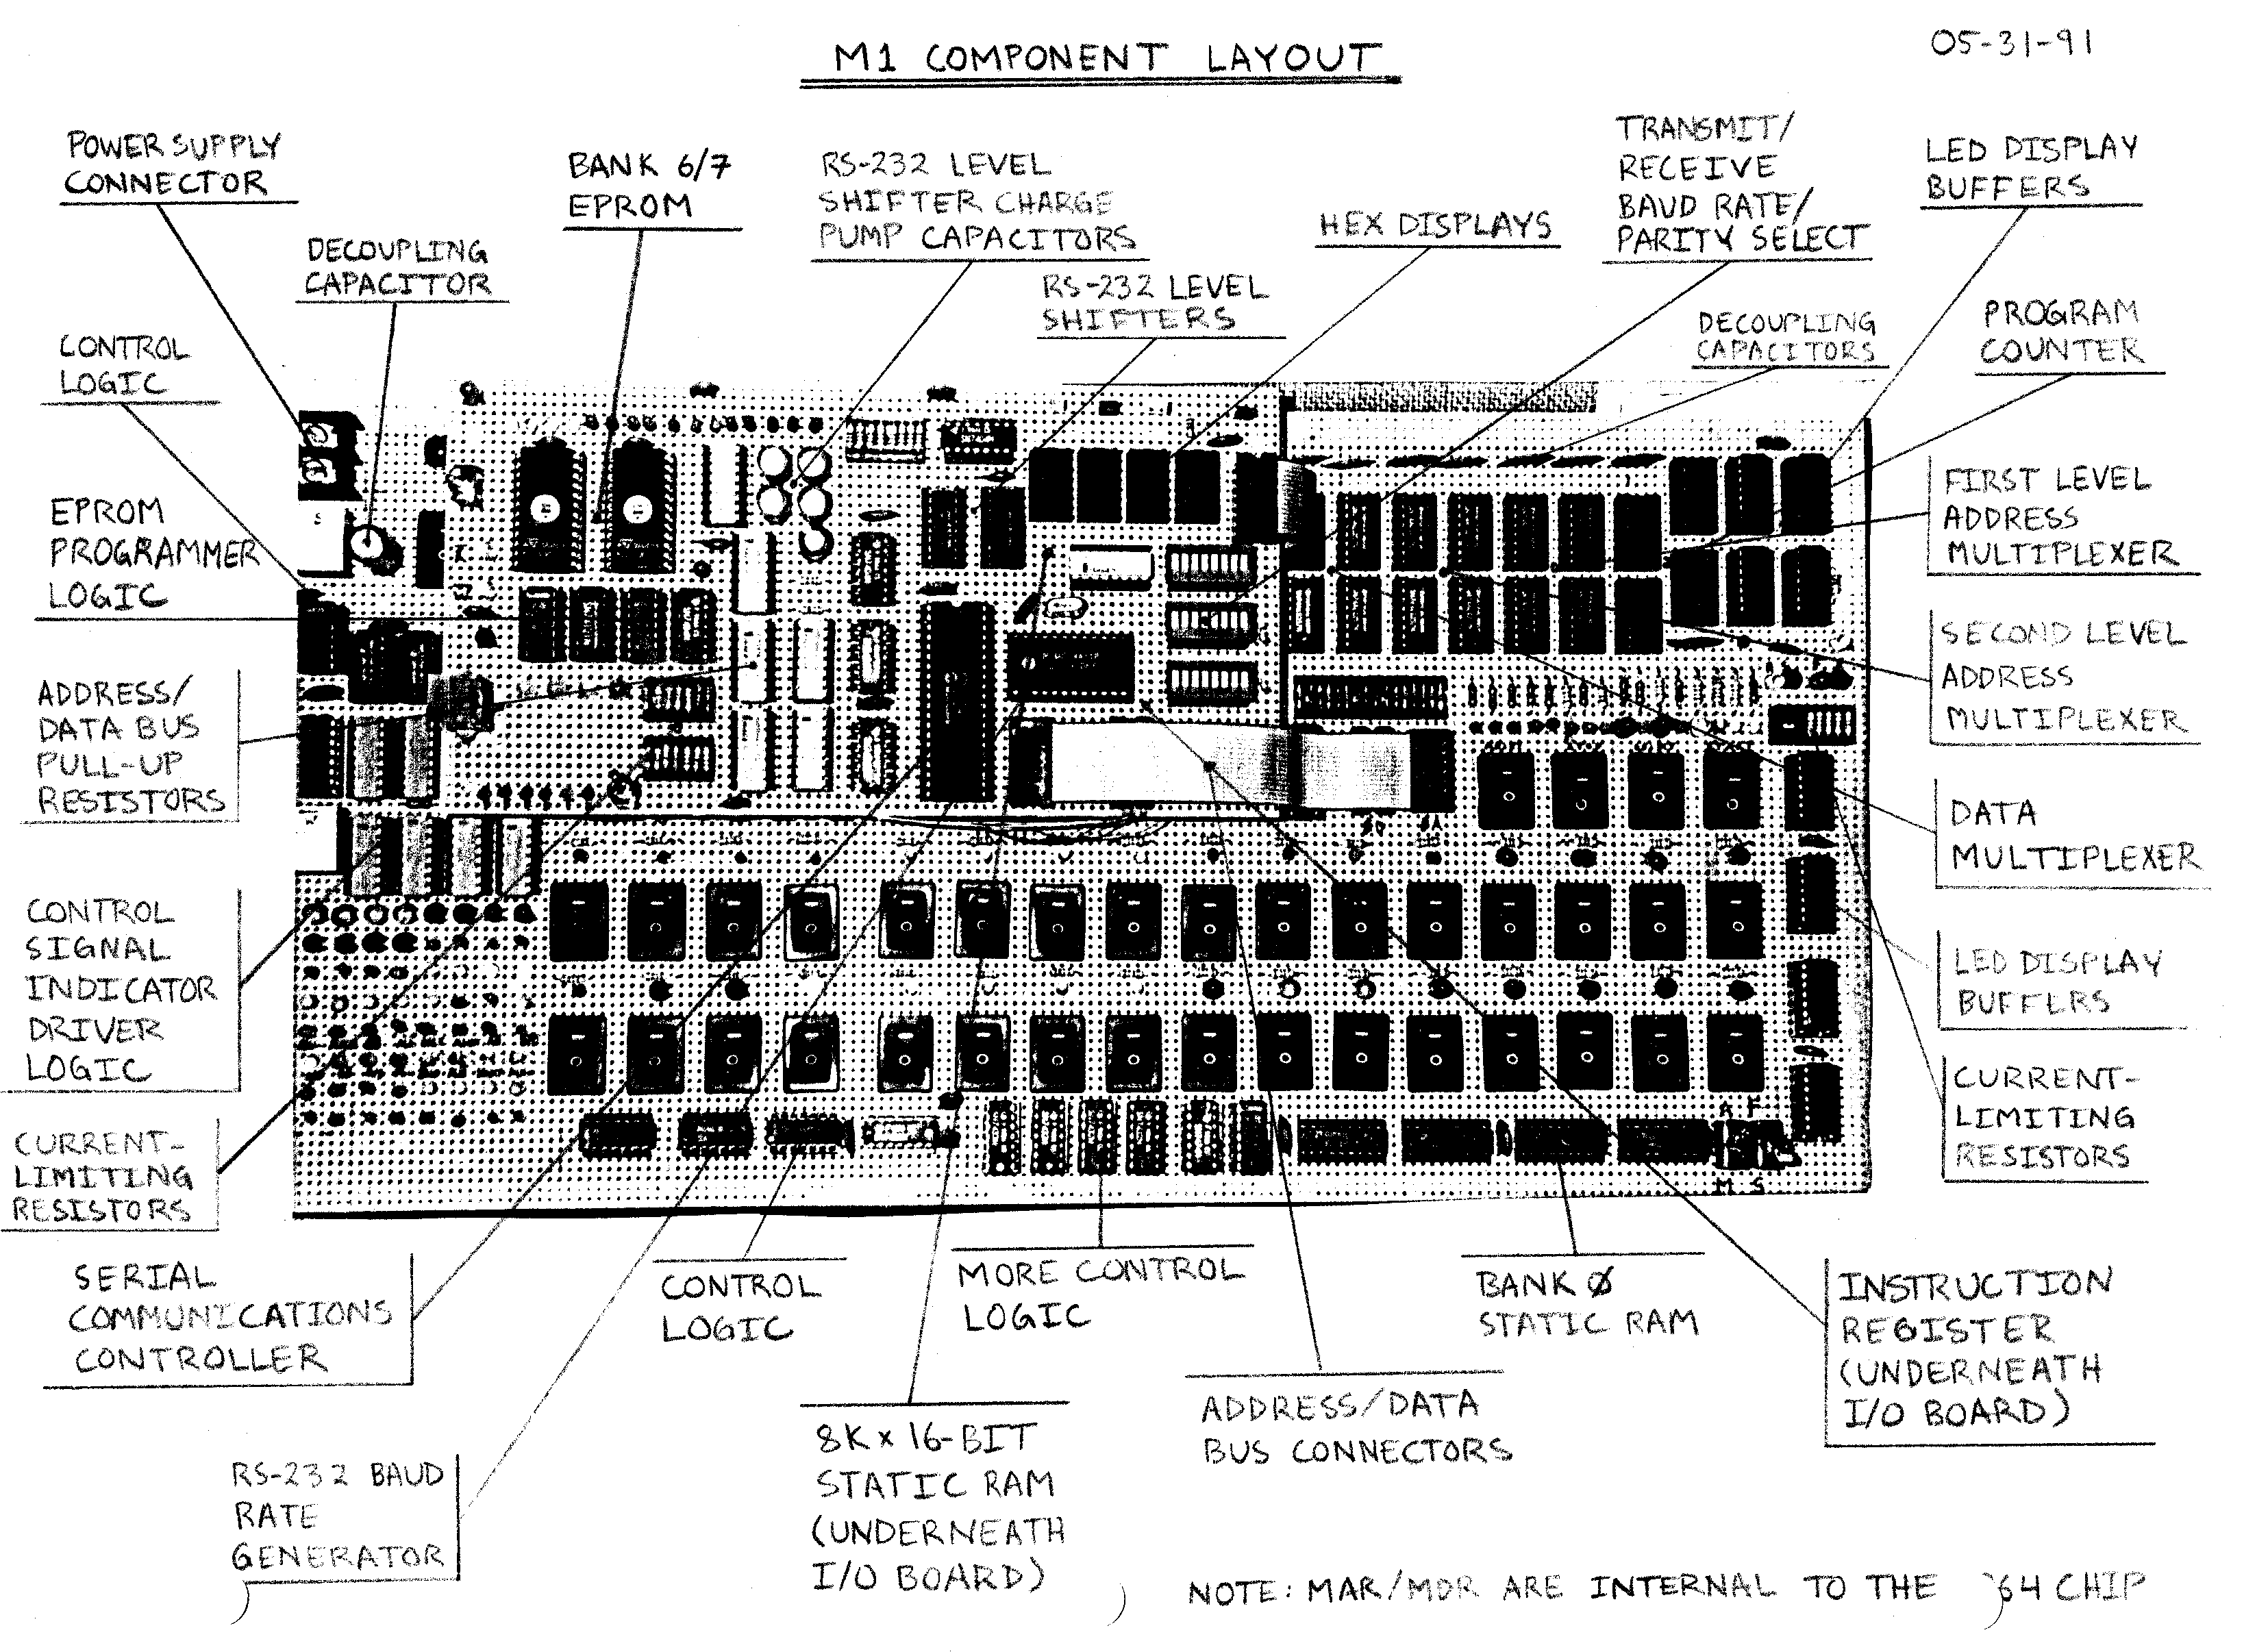 M1 COMPONENT LAYOUT
05-31-91
POWER SUPPLY
CONNECTOR
DECOUPLING
CAPACITOR
BANK 6/7
EPROM
RS-232 LEVEL
SHIFTER CHARGE
PUMP CAPACITORS
RS-232 LEVEL
SHIFTERS
HEX DISPLAYS
TRANSMIT/
RECEIVE
BAUD RATE/
PARITY SELECT
LED DISPLAY
BUFFERS
DECOUPLING
CAPACITORS
PROGRAM
COUNTER
CONTROL
LOGIC
EPROM
PROGRAMMER
LOGIC
ADDRESS/
DATA BUS
PULL-UP
RESISTORS
CONTROL
SIGNAL
INDICATOR
DRIVER
LOGIC
CURRENT-
LIMITING
RESISTORS
FIRST LEVEL
ADDRESS
MULTIPLEXER
SECOND LEVEL
ADDRESS
MULTIPLEXER
DATA
MULTIPLEXER
LED DISPLAY
BUFFERS
CURRENT-
LIMITING
RESISTORS
A F
M S
SERIAL
COMMUNICATIONS
CONTROLLER
CONTROL
LOGIC
MORE CONTROL
LOGIC
BANK Ø
STATIC RAM
INSTRUCTION
REGISTER
(UNDERNEATH
I/O BOARD)
RS-232 BAUD
RATE
GENERATOR
8K x 16-BIT
STATIC RAM
(UNDERNEATH
I/O BOARD)
ADDRESS/DATA
BUS CONNECTORS
NOTE: MAR/MDR ARE INTERNAL TO THE '64 CHIP